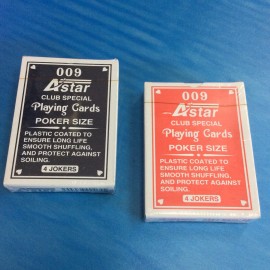 009
Astar
CLUB SPECIAL
Playing Cards
POKER SIZE
PLASTIC COATED TO
ENSURE LONG LIFE
SMOOTH SHUFFLING,
AND PROTECT AGAINST
SOILING.
4 JOKERS
009
Astar
CLUB SPECIAL
Playing Cards
POKER SIZE
PLASTIC COATED TO
ENSURE LONG LIFE
SMOOTH SHUFFLING,
AND PROTECT AGAINST
SOILING.
4 JOKERS